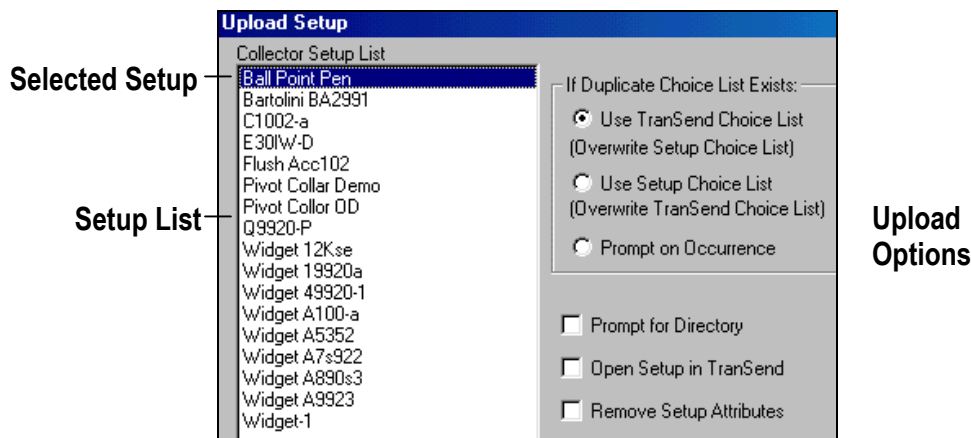 Upload Setup
Collector Setup List
Selected Setup
Setup List
Ball Point Pen
Bartolini BA2991
C1002-a
E30IW-D
Flush Acc102
Pivot Collar Demo
Pivot Collor OD
Q9920-P
Widget 12Kse
Widget 19920a
Widget 49920-1
Widget A100-a
Widget A5352
Widget A7s922
Widget A890s3
Widget A9923
Widget-1
If Duplicate Choice List Exists:
Use TranSend Choice List
(Overwrite Setup Choice List)
Use Setup Choice List
(Overwrite TranSend Choice List)
Prompt on Occurrence
Prompt for Directory
Open Setup in TranSend
Remove Setup Attributes
Upload
Options